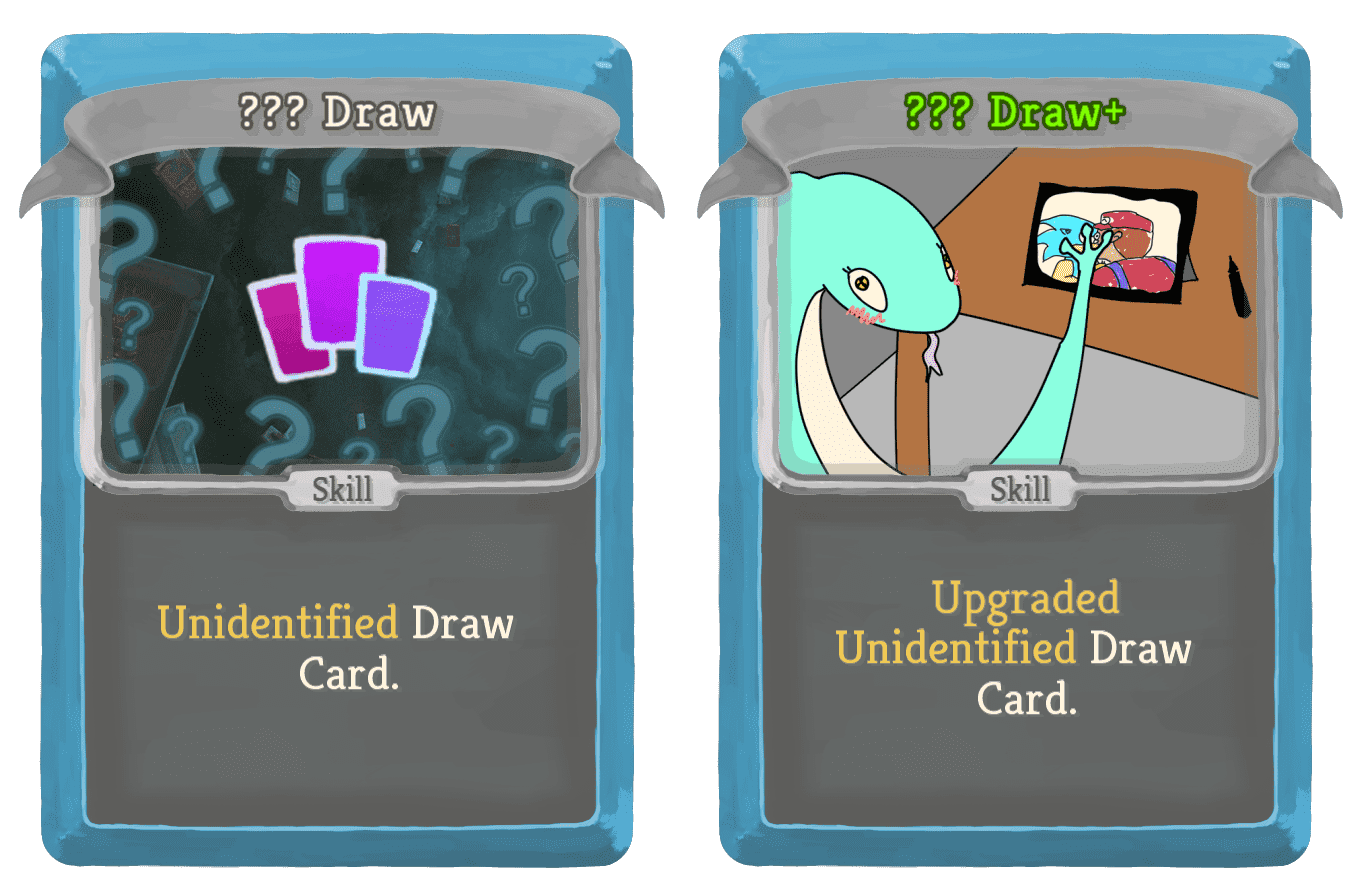 ??? Draw
Skill
Unidentified Draw
Card.
??? Draw+
Skill
Upgraded
Unidentified Draw
Card.